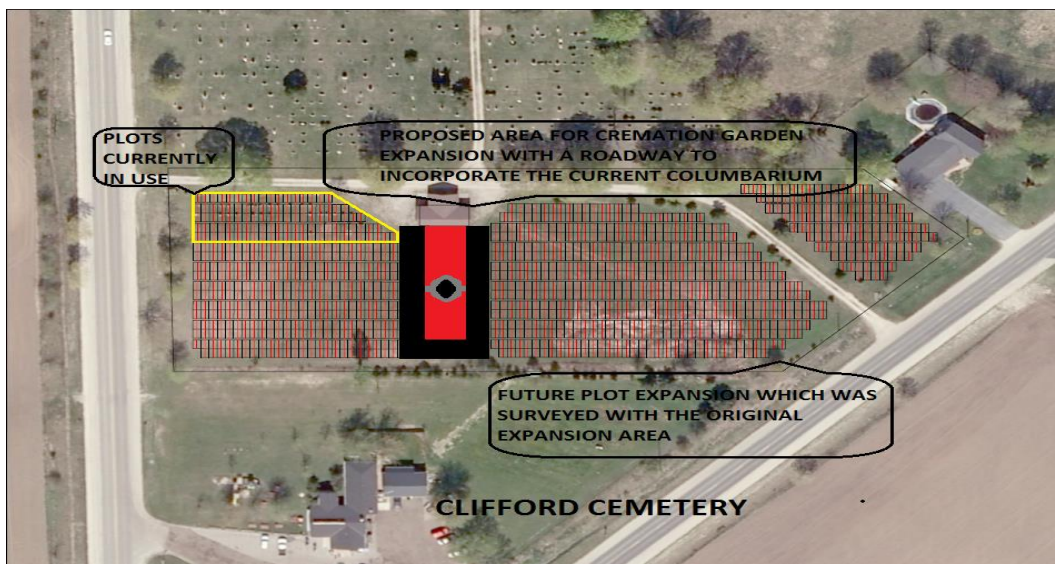 PLOTS
CURRENTLY
IN USE
PROPOSED AREA FOR CREMATION GARDEN
EXPANSION WITH A ROADWAY TO
INCORPORATE THE CURRENT COLUMBARIUM
FUTURE PLOT EXPANSION WHICH WAS
SURVEYED WITH THE ORIGINAL
EXPANSION AREA
CLIFFORD CEMETERY